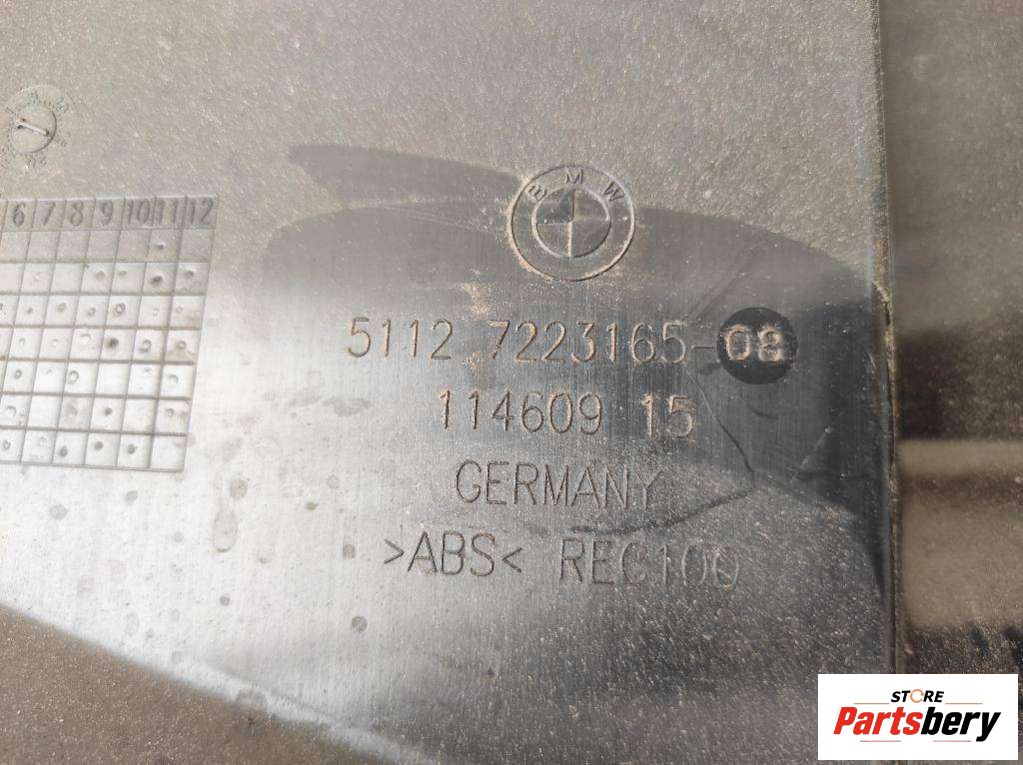 BMW
6 7 8 9 10 11 12
5112 7223165-08
114609 15
GERMANY
>ABS< REC100
STORE
Partsbery